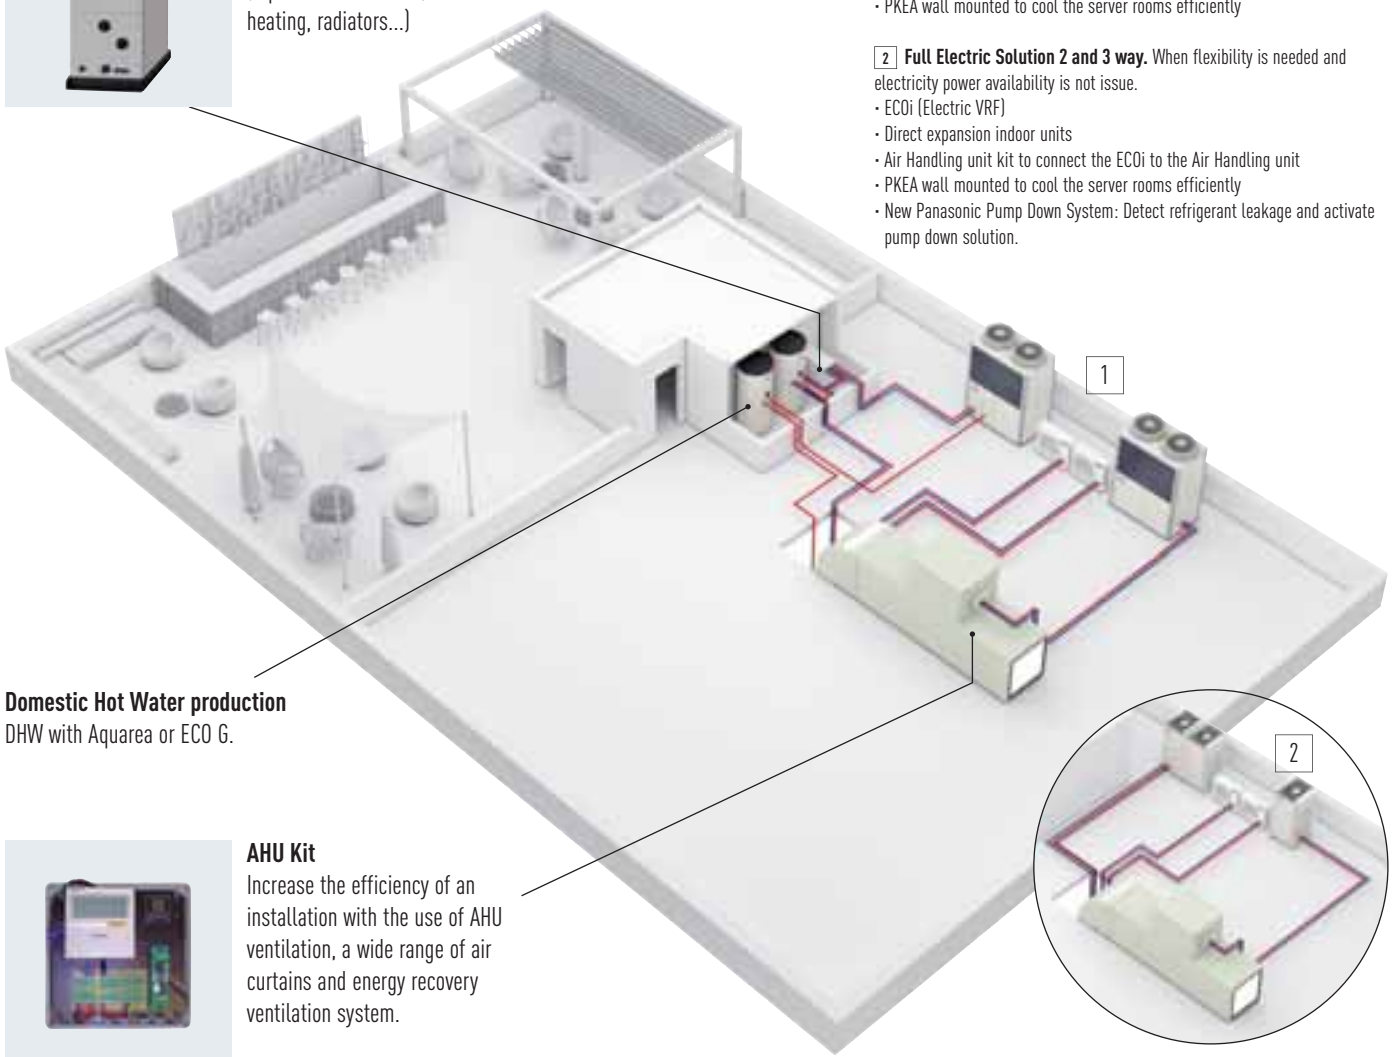 heating, radiators...)
· PKEA wall mounted to cool the server rooms efficiently
2 Full Electric Solution 2 and 3 way. When flexibility is needed and
electricity power availability is not issue.
· ECOi (Electric VRF)
· Direct expansion indoor units
· Air Handling unit kit to connect the ECOi to the Air Handling unit
· PKEA wall mounted to cool the server rooms efficiently
· New Panasonic Pump Down System: Detect refrigerant leakage and activate
pump down solution.
1
Domestic Hot Water production
DHW with Aquarea or ECO G.
2
AHU Kit
Increase the efficiency of an
installation with the use of AHU
ventilation, a wide range of air
curtains and energy recovery
ventilation system.